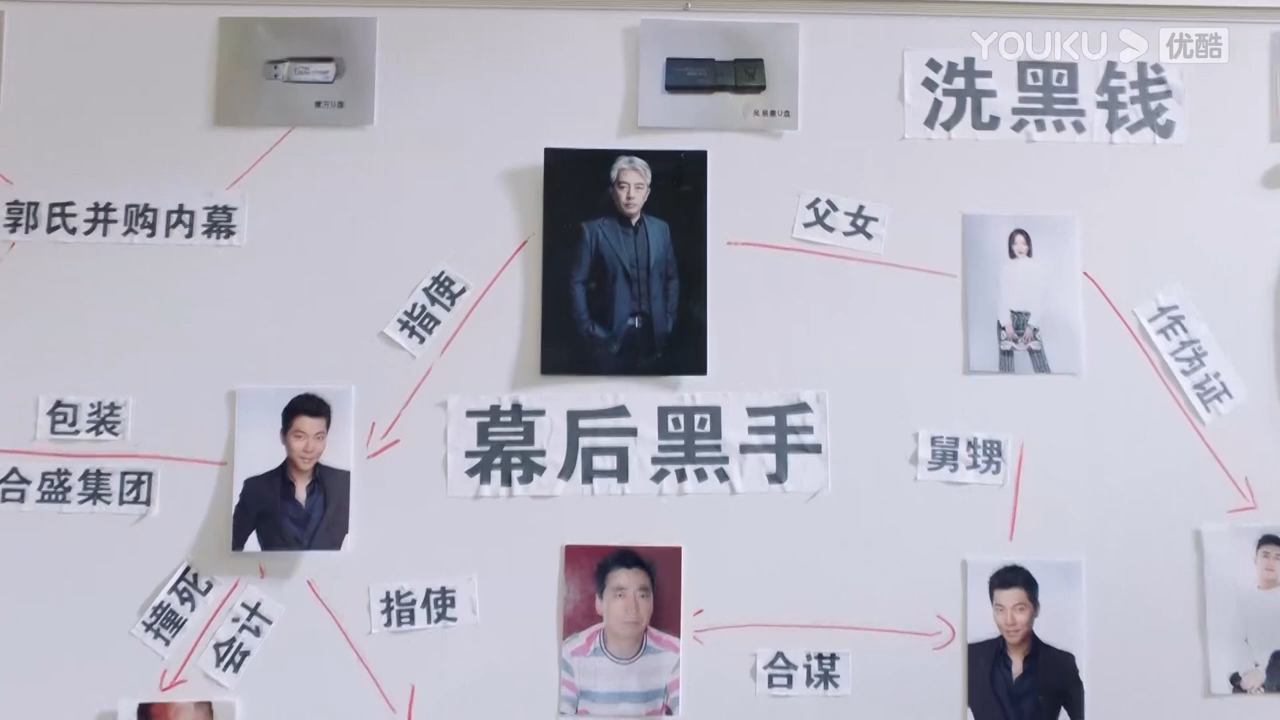 YOUKU 优酷
洗黑钱
郭氏并购内幕
父女
指使
作伪证
包装
幕后黑手
舅甥
合盛集团
撞死
会计
指使
合谋